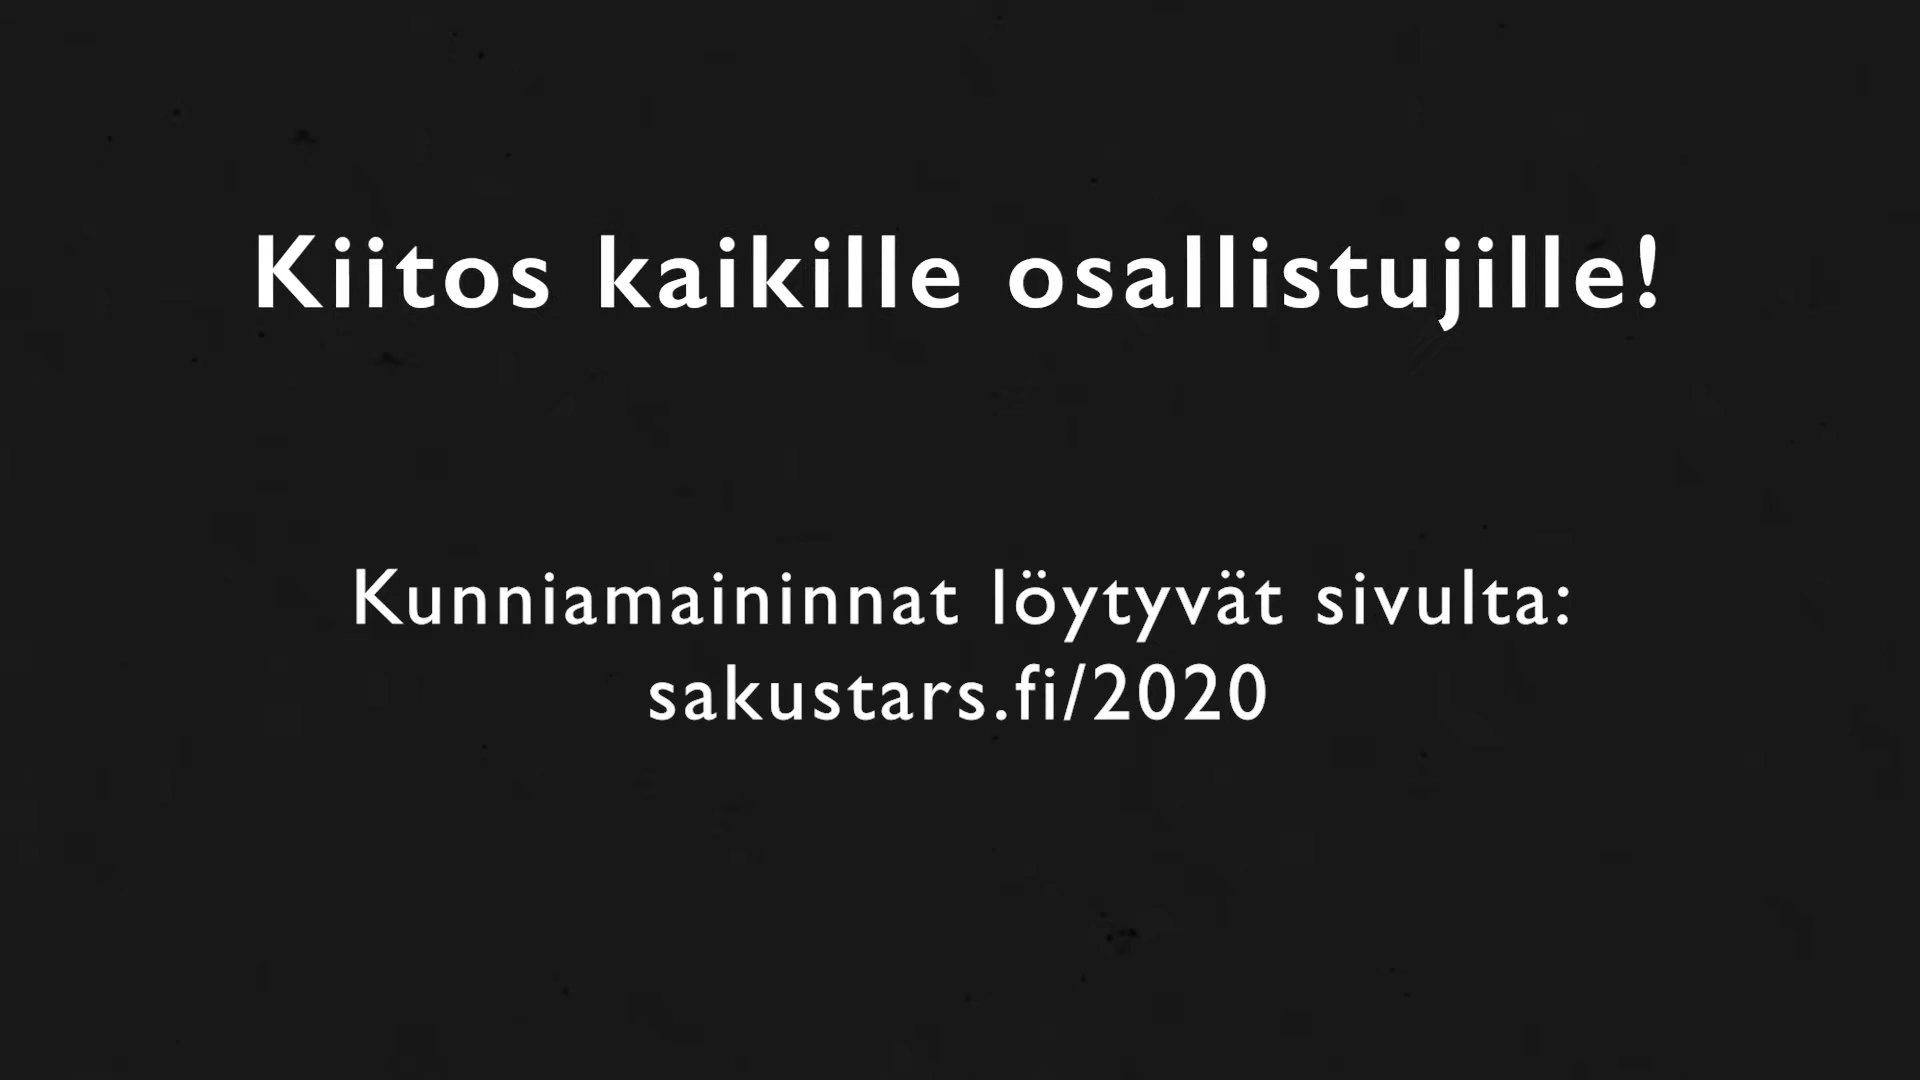 Kiitos kaikille osallistujille!
Kunniamaininnat löytyvät sivulta:
sakustars.fi/2020